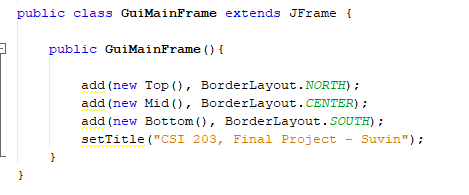 public class GuiMainFrame extends JFrame {
public GuiMainFrame(){
add(new Top(), BorderLayout.NORTH);
add(new Mid(), BorderLayout.CENTER);
add(new Bottom(), BorderLayout.SOUTH);
setTitle("CSI 203, Final Project - Suvin");
}
}